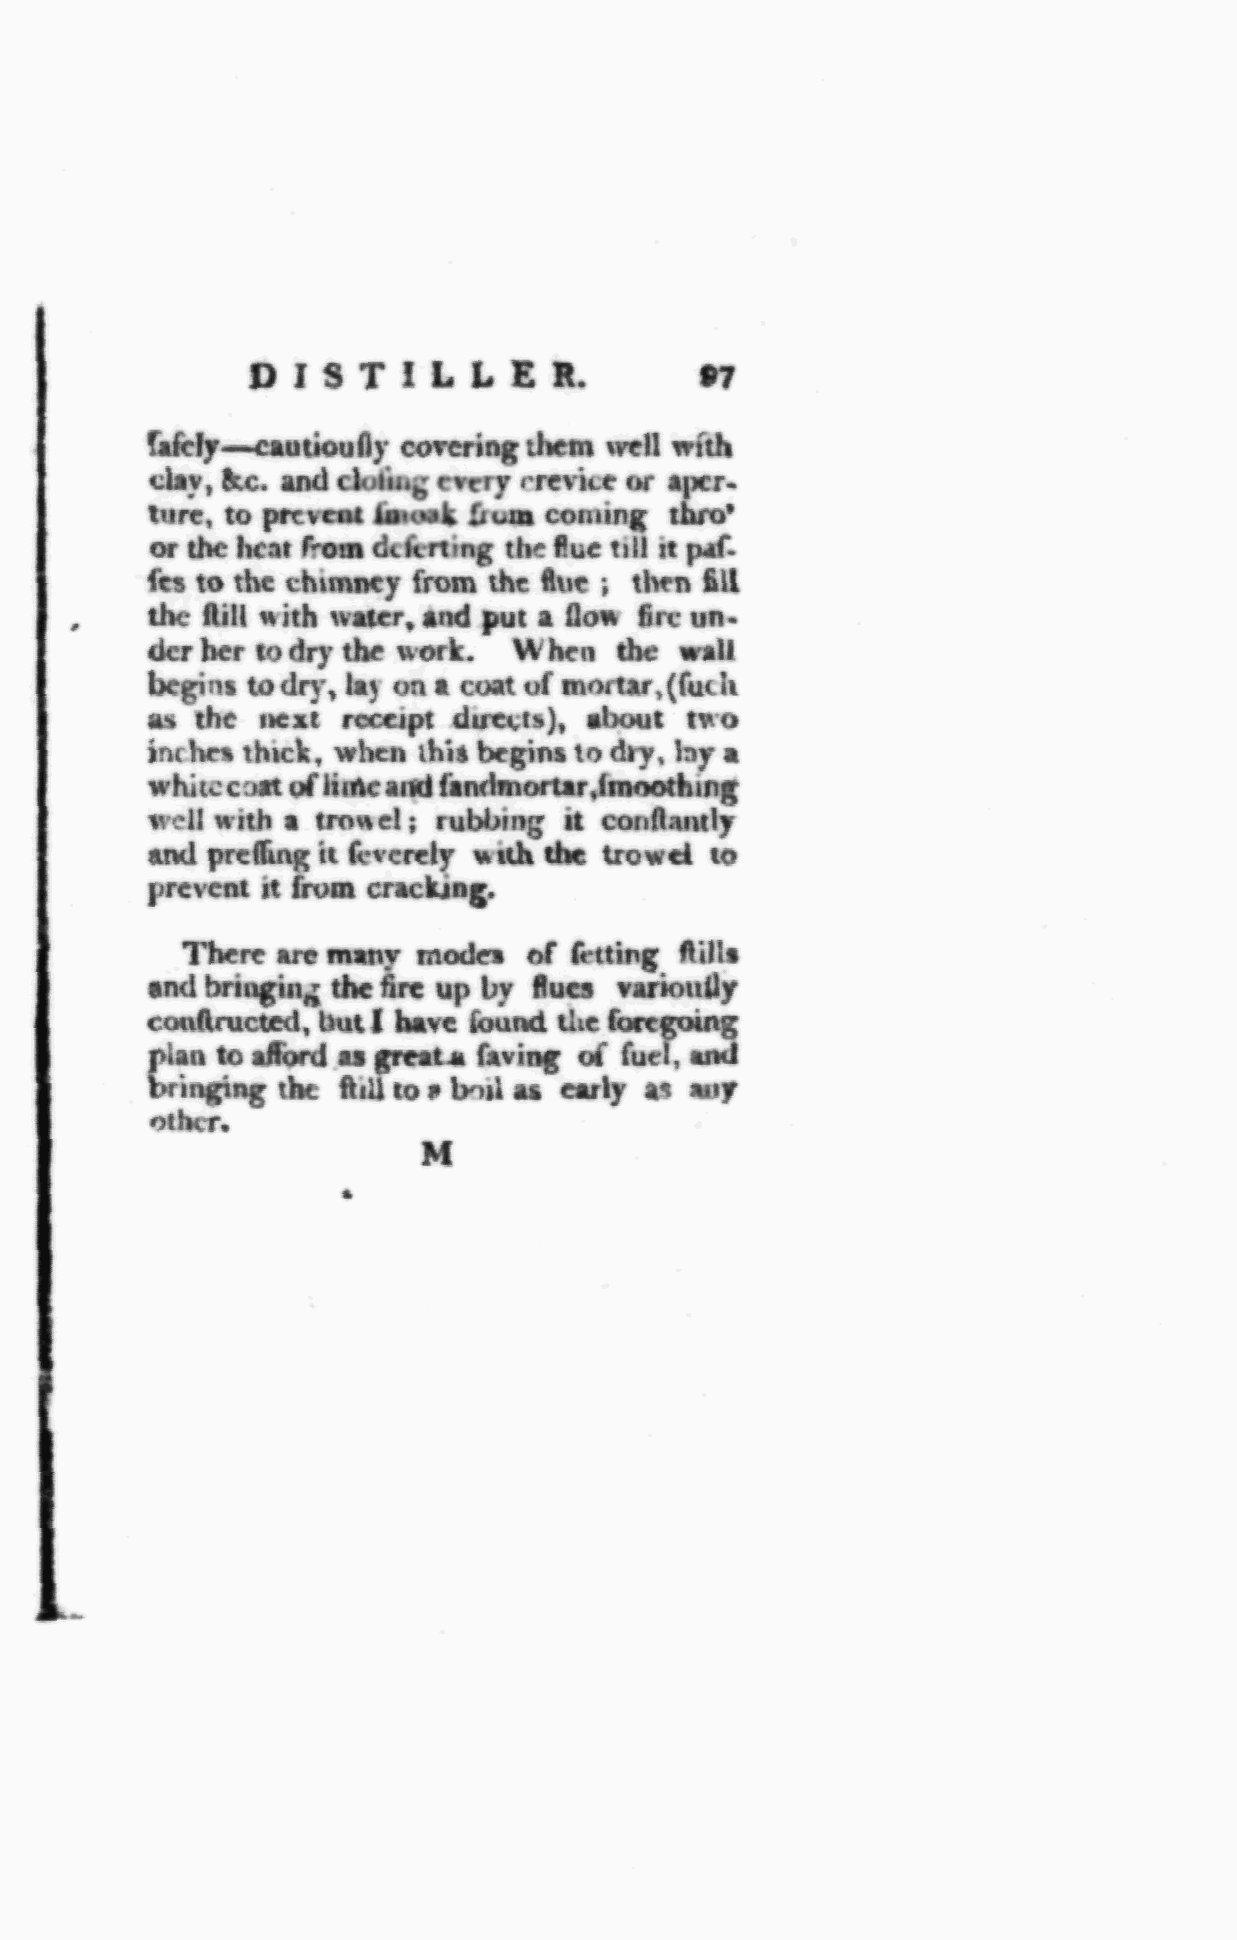 DISTILLER. 97
ſafely—cautiouſly covering them well with
clay, &c. and cloſing every crevice or aper-
ture, to prevent ſmoak from coming thro'
or the heat from deſerting the flue till it paſ-
ſes to the chimney from the flue ; then fill
the ſtill with water, and put a ſlow fire un-
der her to dry the work. When the wall
begins to dry, lay on a coat of mortar,(ſuch
as the next receipt directs), about two
inches thick, when this begins to dry, lay a
white coat of lime and ſandmortar,ſmoothing
well with a trowel; rubbing it conſtantly
and preſſing it ſeverely with the trowel to
prevent it from cracking.
There are many modes of ſetting ſtills
and bringing the fire up by flues variouſly
conſtructed, but I have found the foregoing
plan to afford as great a ſaving of fuel, and
bringing the ſtill to a boil as early as any
other.
M